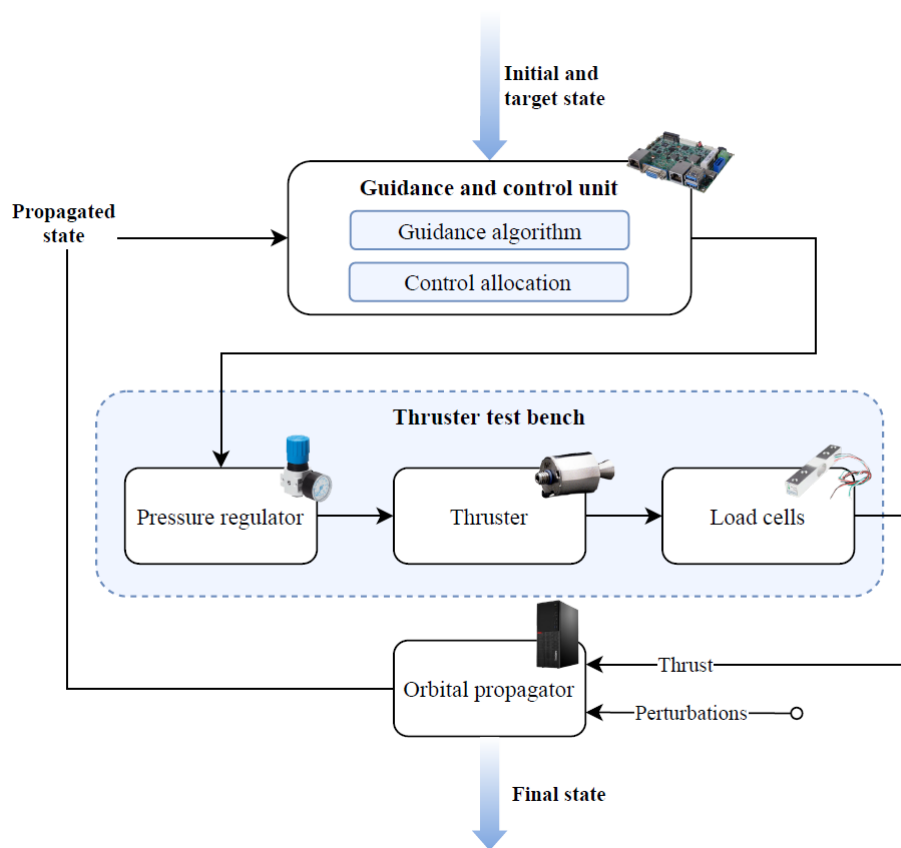 Initial and
target state
Guidance and control unit
Propagated
state
Guidance algorithm
Control allocation
Thruster test bench
Pressure regulator
Thruster
Load cells
Orbital propagator
Thrust
Perturbations
Final state